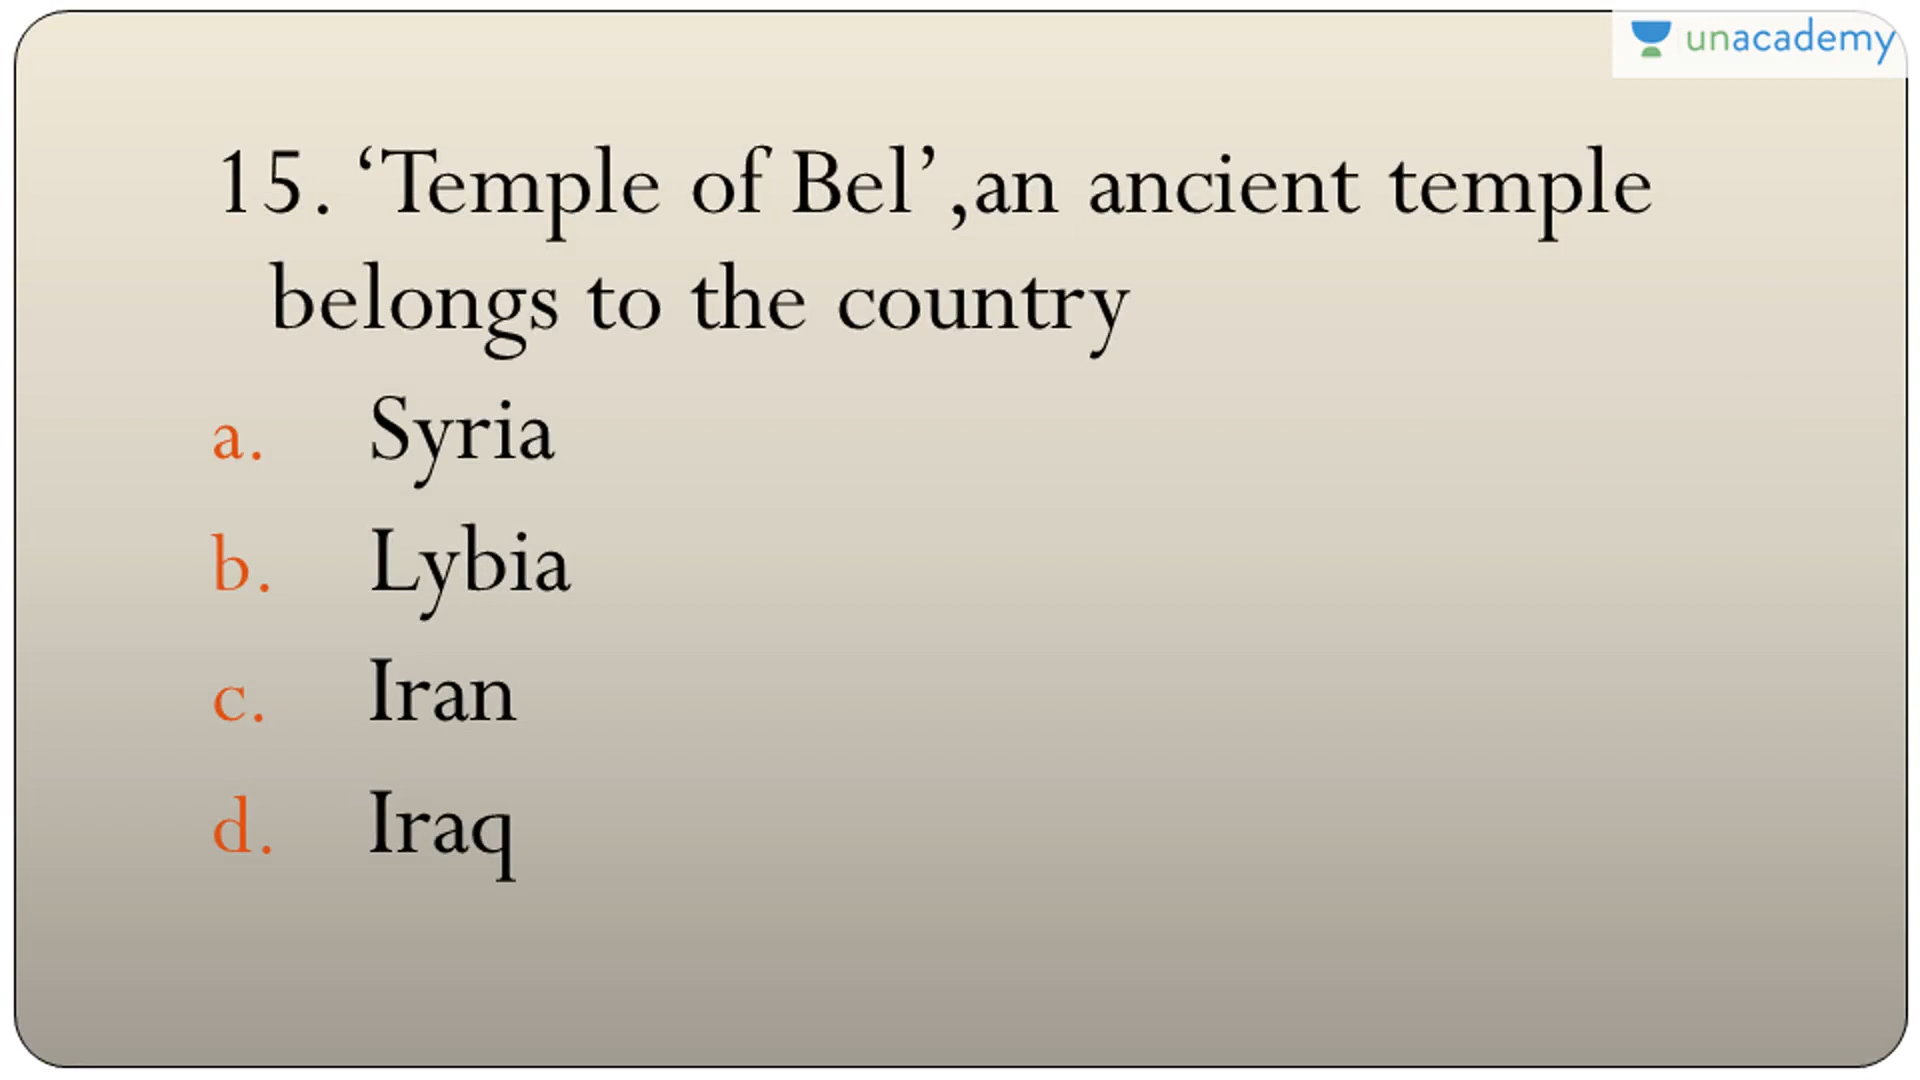 unacademy
15. ‘Temple of Bel’ ,an ancient temple
belongs to the country
a. Syria
b. Lybia
c. Iran
d. Iraq